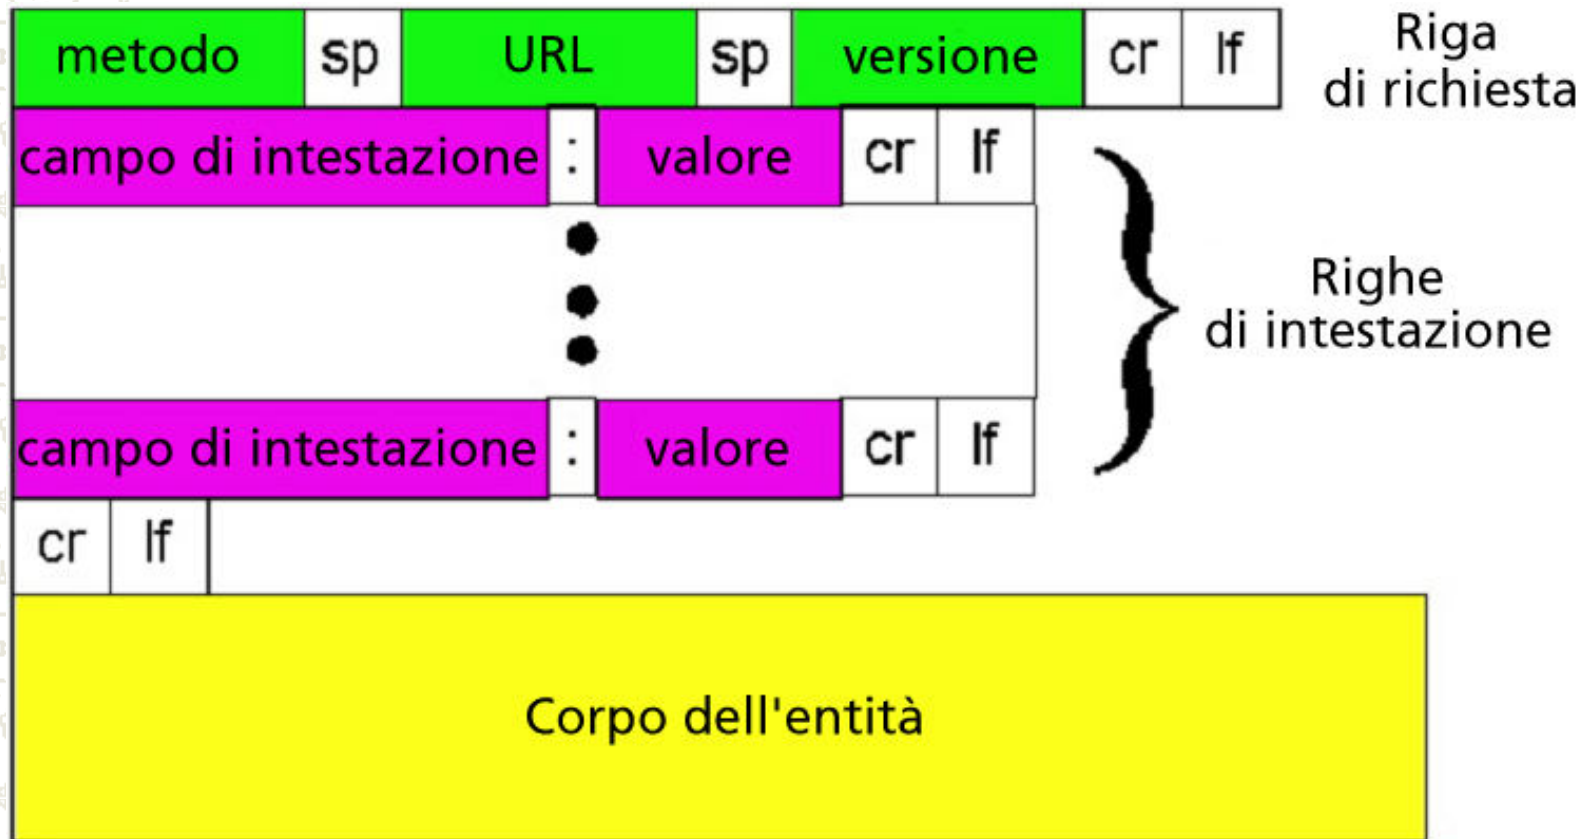 metodo sp URL sp versione cr lf
Riga
di richiesta
campo di intestazione : valore cr lf
Righe
di intestazione
campo di intestazione : valore cr lf
cr lf
Corpo dell'entità